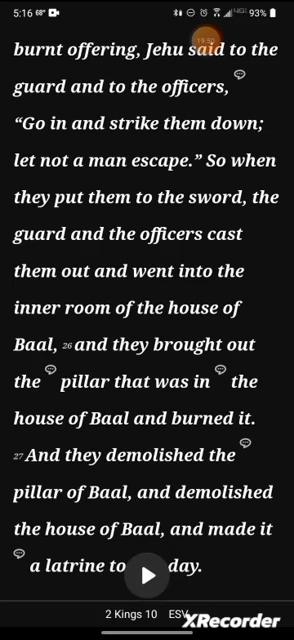 5:16 68° 4G 93%
burnt offering, Jehu said to the
19:50
guard and to the officers,
“Go in and strike them down;
let not a man escape.” So when
they put them to the sword, the
guard and the officers cast
them out and went into the
inner room of the house of
Baal, 26 and they brought out
the pillar that was in the
house of Baal and burned it.
27 And they demolished the
pillar of Baal, and demolished
the house of Baal, and made it
a latrine to day.
2 Kings 10 ESV
XRecorder